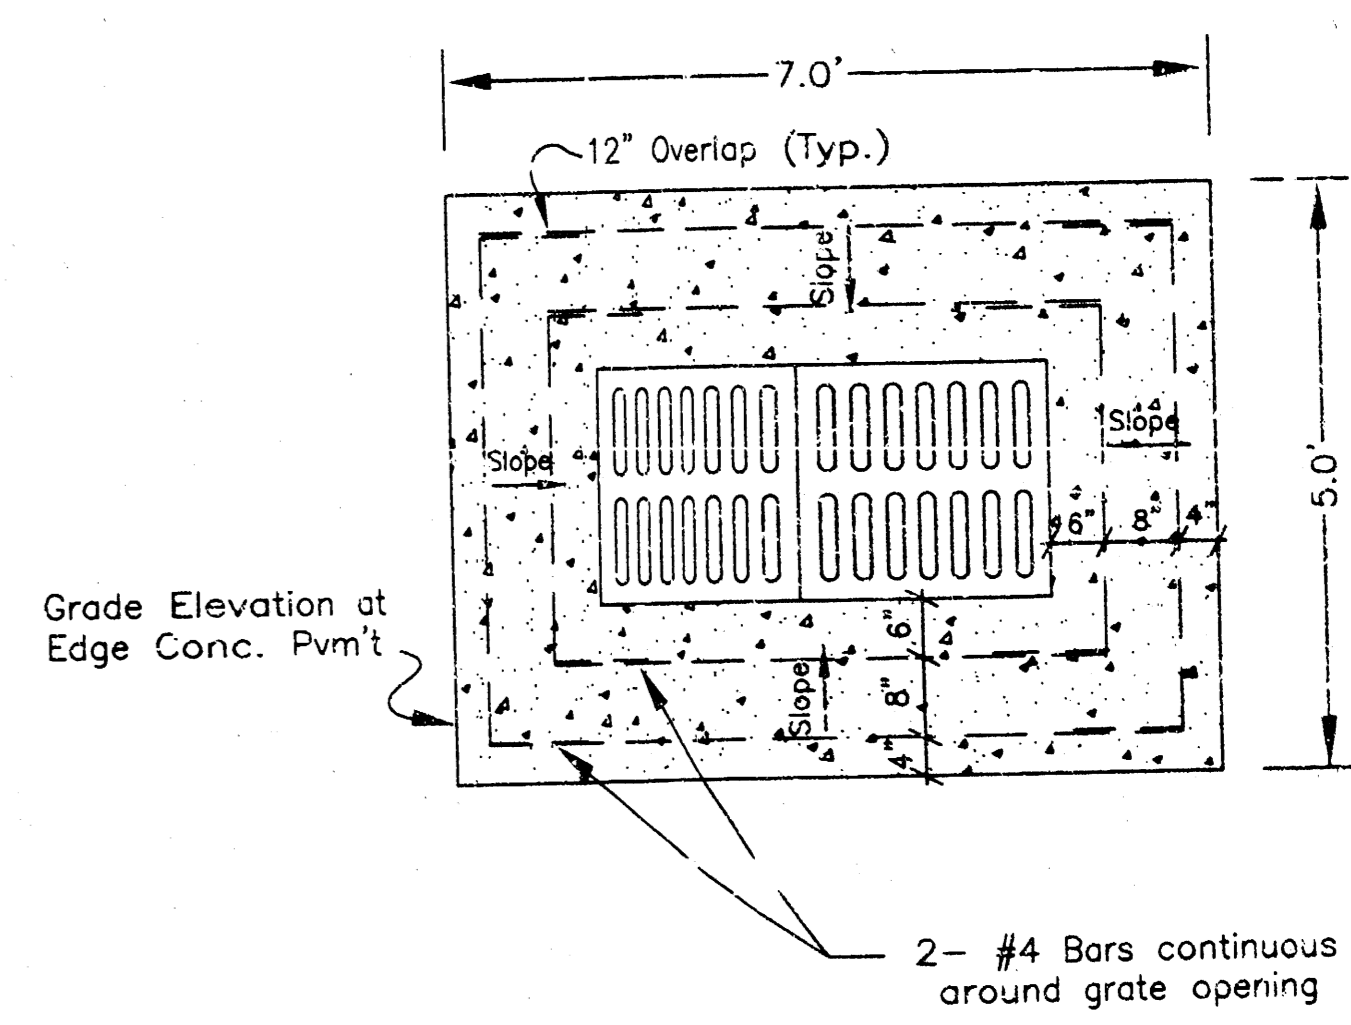 7.0'
12" Overlap (Typ.)
Slope
Slope
Slope
5.0'
6" 8" 4"
Grade Elevation at
Edge Conc. Pvm't
6"
Slope
8"
4"
2- #4 Bars continuous
around grate opening